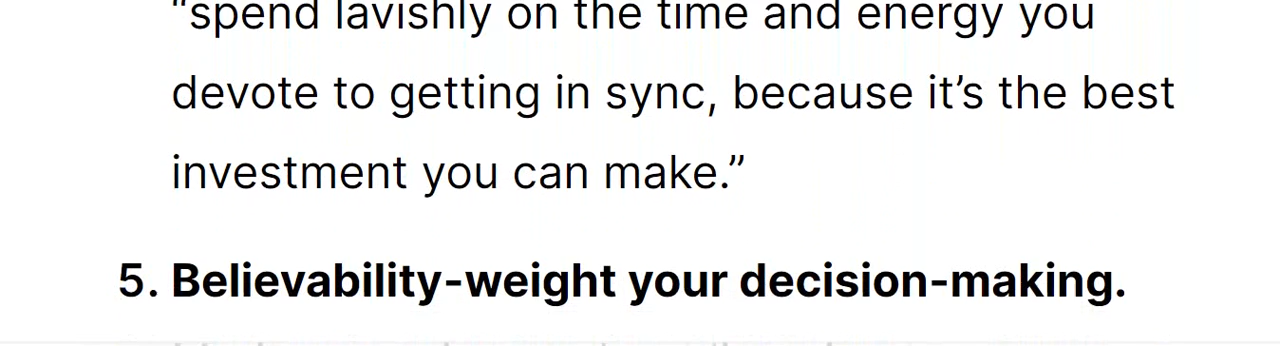 “spend lavishly on the time and energy you
devote to getting in sync, because it’s the best
investment you can make.”
5. Believability-weight your decision-making.